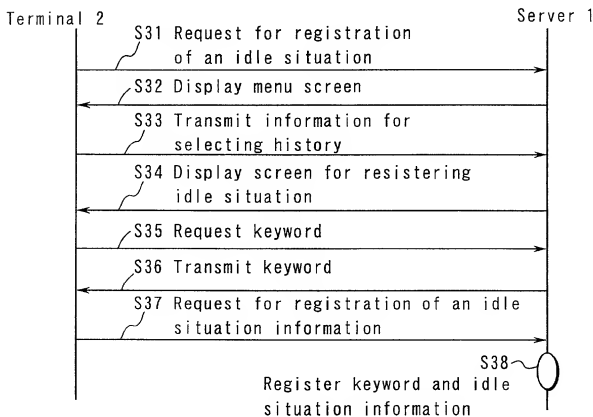 Terminal 2
Server 1
S31 Request for registration
of an idle situation
S32 Display menu screen
S33 Transmit information for
selecting history
S34 Display screen for resistering
idle situation
S35 Request keyword
S36 Transmit keyword
S37 Request for registration of an idle
situation information
S38
Register keyword and idle
situation information